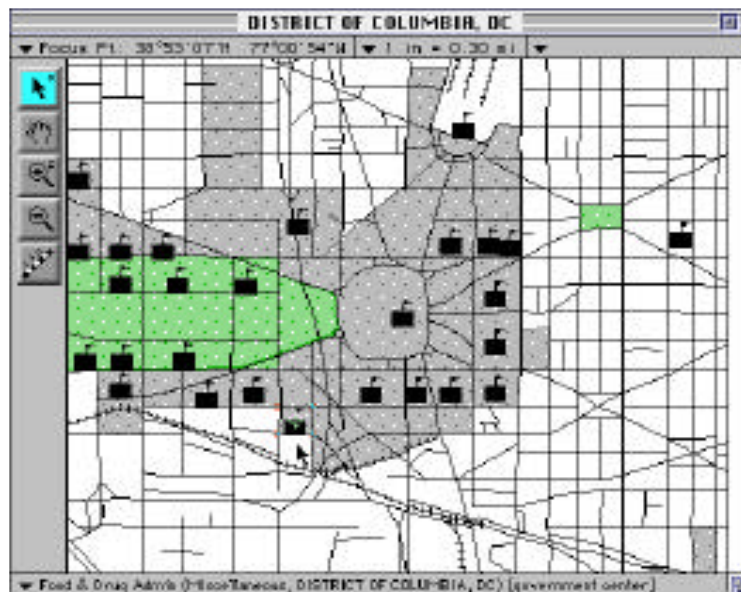 DISTRICT OF COLUMBIA, DC
Focus Pt: 38°53'07"N 77°00'54"W 1 in = 0.30 mi
Food & Drug Admin (Miscellaneous, DISTRICT OF COLUMBIA, DC) [government center]